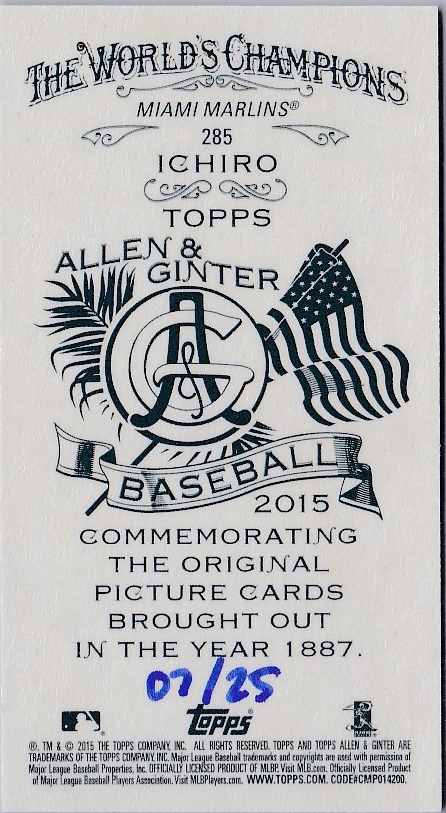 THE WORLD'S CHAMPIONS
MIAMI MARLINS®
285
ICHIRO
TOPPS
ALLEN &
GINTER
A&G
BASEBALL
2015
COMMEMORATING
THE ORIGINAL
PICTURE CARDS
BROUGHT OUT
IN THE YEAR 1887.
07/25
Topps
®, TM & © 2015 THE TOPPS COMPANY, INC. ALL RIGHTS RESERVED. TOPPS AND TOPPS ALLEN & GINTER ARE
TRADEMARKS OF THE TOPPS COMPANY, INC. Major League Baseball trademarks and copyrights are used with permission of
Major League Baseball Properties, Inc. OFFICIALLY LICENSED PRODUCT OF MLBP. Visit MLB.com. Officially Licensed Product
of Major League Baseball Players Association. Visit MLBPlayers.com. WWW.TOPPS.COM. CODE#CMP014200.